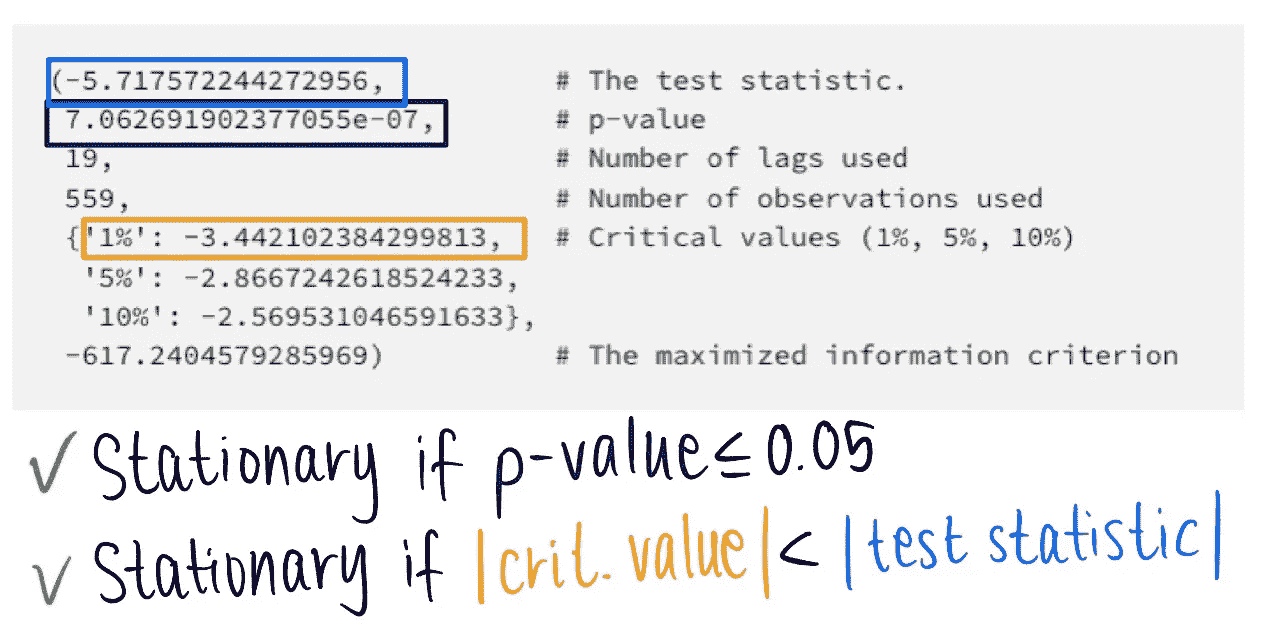 (-5.717572244272956, # The test statistic.
7.062691902377055e-07, # p-value
19, # Number of lags used
559, # Number of observations used
{'1%': -3.442102384299813, # Critical values (1%, 5%, 10%)
'5%': -2.8667242618524233,
'10%': -2.569531046591633},
-617.2404579285969) # The maximized information criterion
✓ Stationary if p-value ≤ 0.05
✓ Stationary if |crit. value| < |test statistic|